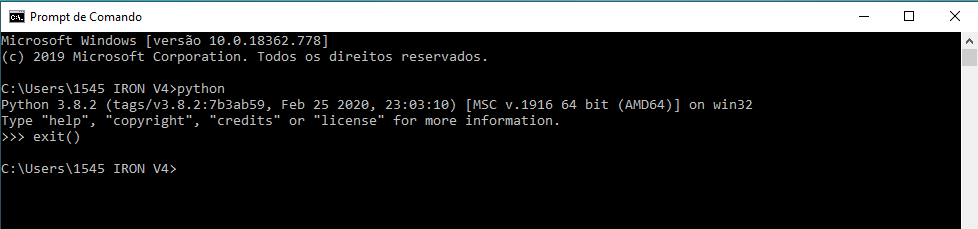 Prompt de Comando
Microsoft Windows [versão 10.0.18362.778]
(c) 2019 Microsoft Corporation. Todos os direitos reservados.
C:\Users\1545 IRON V4>python
Python 3.8.2 (tags/v3.8.2:7b3ab59, Feb 25 2020, 23:03:10) [MSC v.1916 64 bit (AMD64)] on win32
Type "help", "copyright", "credits" or "license" for more information.
>>> exit()
C:\Users\1545 IRON V4>